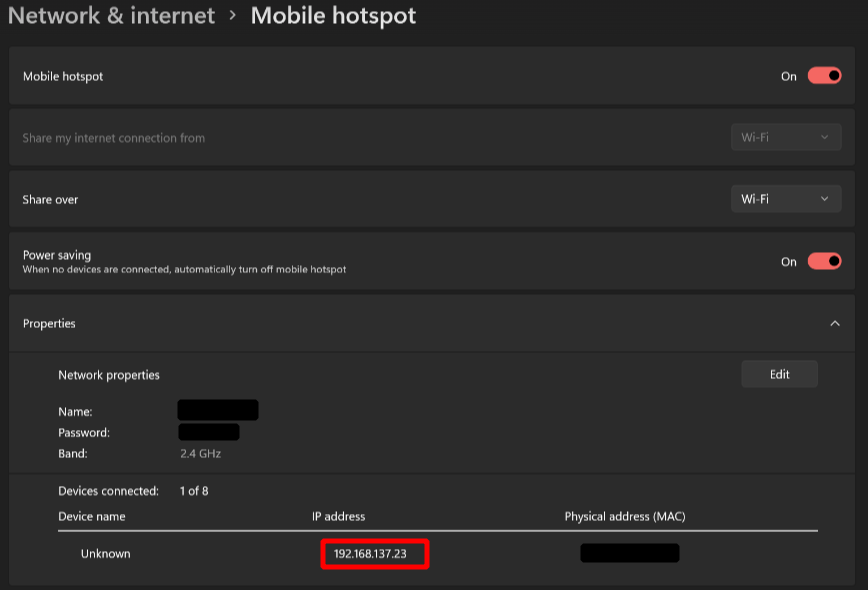 Network & internet > Mobile hotspot
Mobile hotspot On
Share my internet connection from Wi-Fi
Share over Wi-Fi
Power saving On
When no devices are connected, automatically turn off mobile hotspot
Properties
Network properties Edit
Name:
Password:
Band: 2.4 GHz
Devices connected: 1 of 8
Device name IP address Physical address (MAC)
Unknown 192.168.137.23